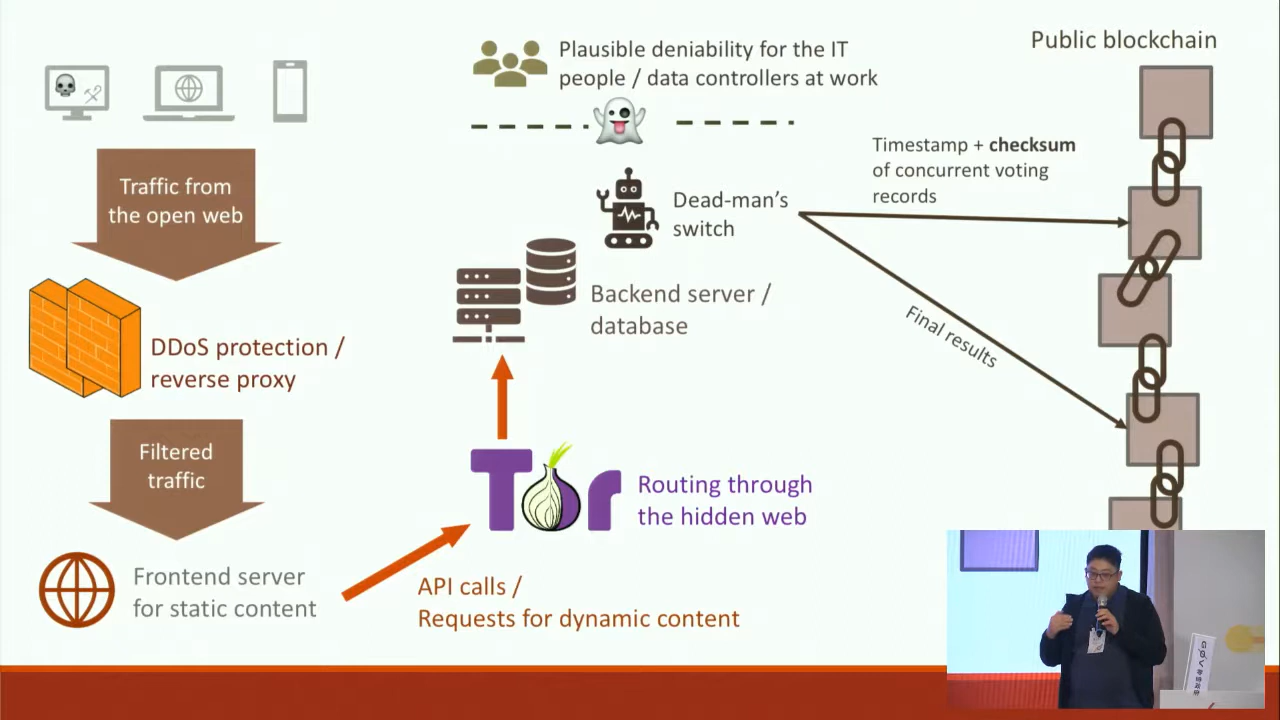 Plausible deniability for the IT
people / data controllers at work
Public blockchain
Traffic from
the open web
Timestamp + checksum
of concurrent voting
records
Dead-man's
switch
Backend server /
database
Final results
DDoS protection /
reverse proxy
Filtered
traffic
Tor
Routing through
the hidden web
Frontend server
for static content
API calls /
Requests for dynamic content